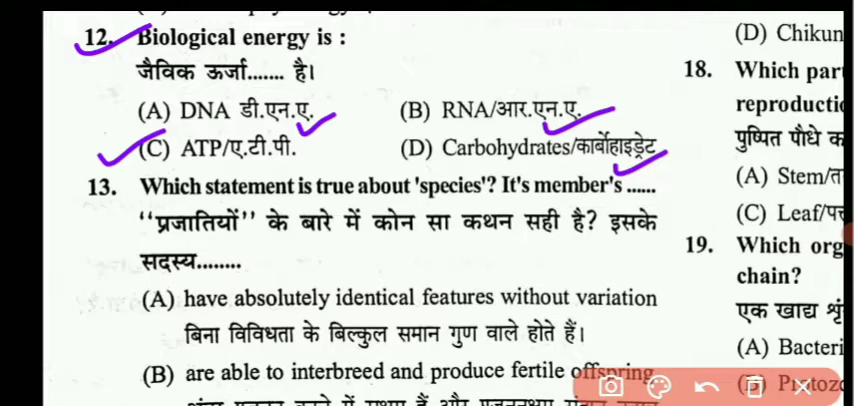 12. Biological energy is :
जैविक ऊर्जा....... है।
(A) DNA डी.एन.ए.
(B) RNA/आर.एन.ए.
(C) ATP/ए.टी.पी.
(D) Carbohydrates/कार्बोहाइड्रेट
13. Which statement is true about 'species'? It's member's ......
‘‘प्रजातियों’’ के बारे में कोन सा कथन सही है? इसके
सदस्य........
(A) have absolutely identical features without variation
बिना विविधता के बिल्कुल समान गुण वाले होते हैं।
(B) are able to interbreed and produce fertile offspring
(D) Chikun
18. Which par
reproducti
पुष्पित पौधे क
(A) Stem/त
(C) Leaf/पत्त
19. Which org
chain?
एक खाद्य शृं
(A) Bacteri